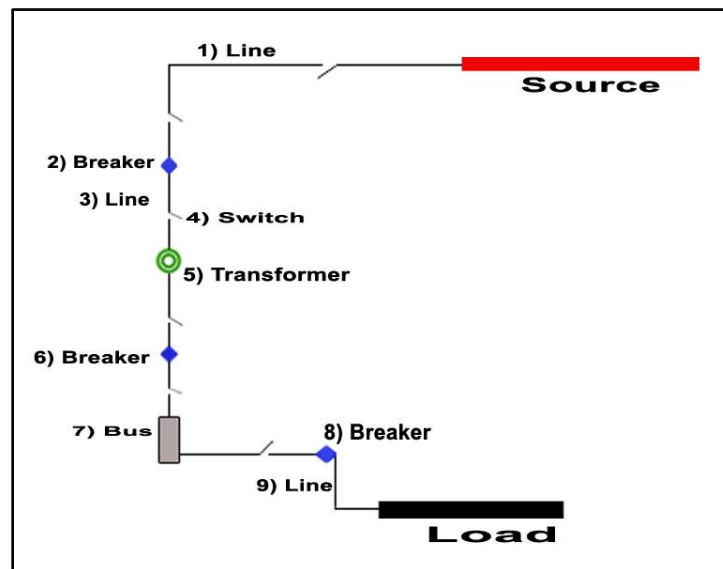 1) Line
Source
2) Breaker
3) Line
4) Switch
5) Transformer
6) Breaker
7) Bus
8) Breaker
9) Line
Load